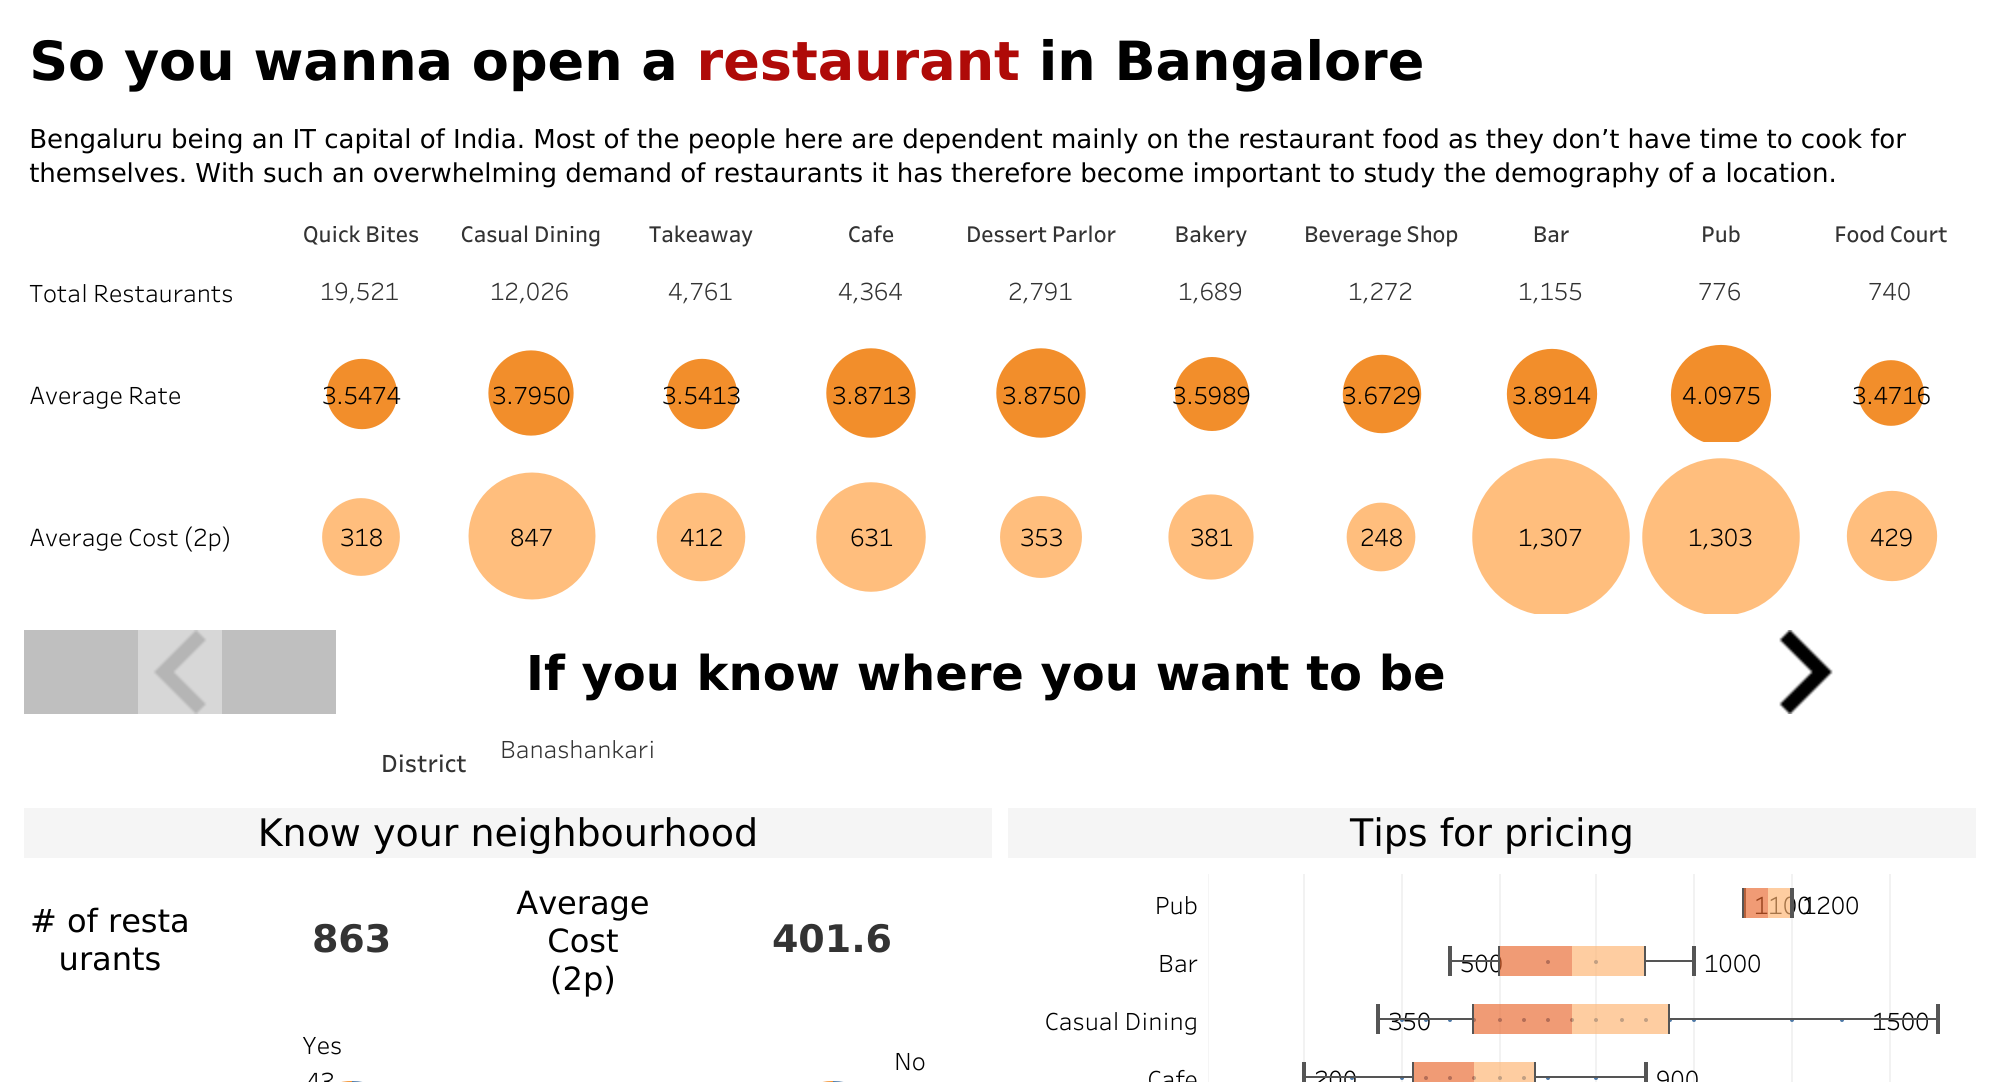 So you wanna open a restaurant in Bangalore
Bengaluru being an IT capital of India. Most of the people here are dependent mainly on the restaurant food as they don’t have time to cook for
themselves. With such an overwhelming demand of restaurants it has therefore become important to study the demography of a location.
Quick Bites Casual Dining Takeaway Cafe Dessert Parlor Bakery Beverage Shop Bar Pub Food Court
Total Restaurants 19,521 12,026 4,761 4,364 2,791 1,689 1,272 1,155 776 740
Average Rate 3.5474 3.7950 3.5413 3.8713 3.8750 3.5989 3.6729 3.8914 4.0975 3.4716
Average Cost (2p) 318 847 412 631 353 381 248 1,307 1,303 429
If you know where you want to be
District Banashankari
Know your neighbourhood
# of resta
urants
863
Average
Cost
(2p)
401.6
Yes
43
No
Tips for pricing
Pub 1100 1200
Bar 500 1000
Casual Dining 350 1500
Cafe 200 900